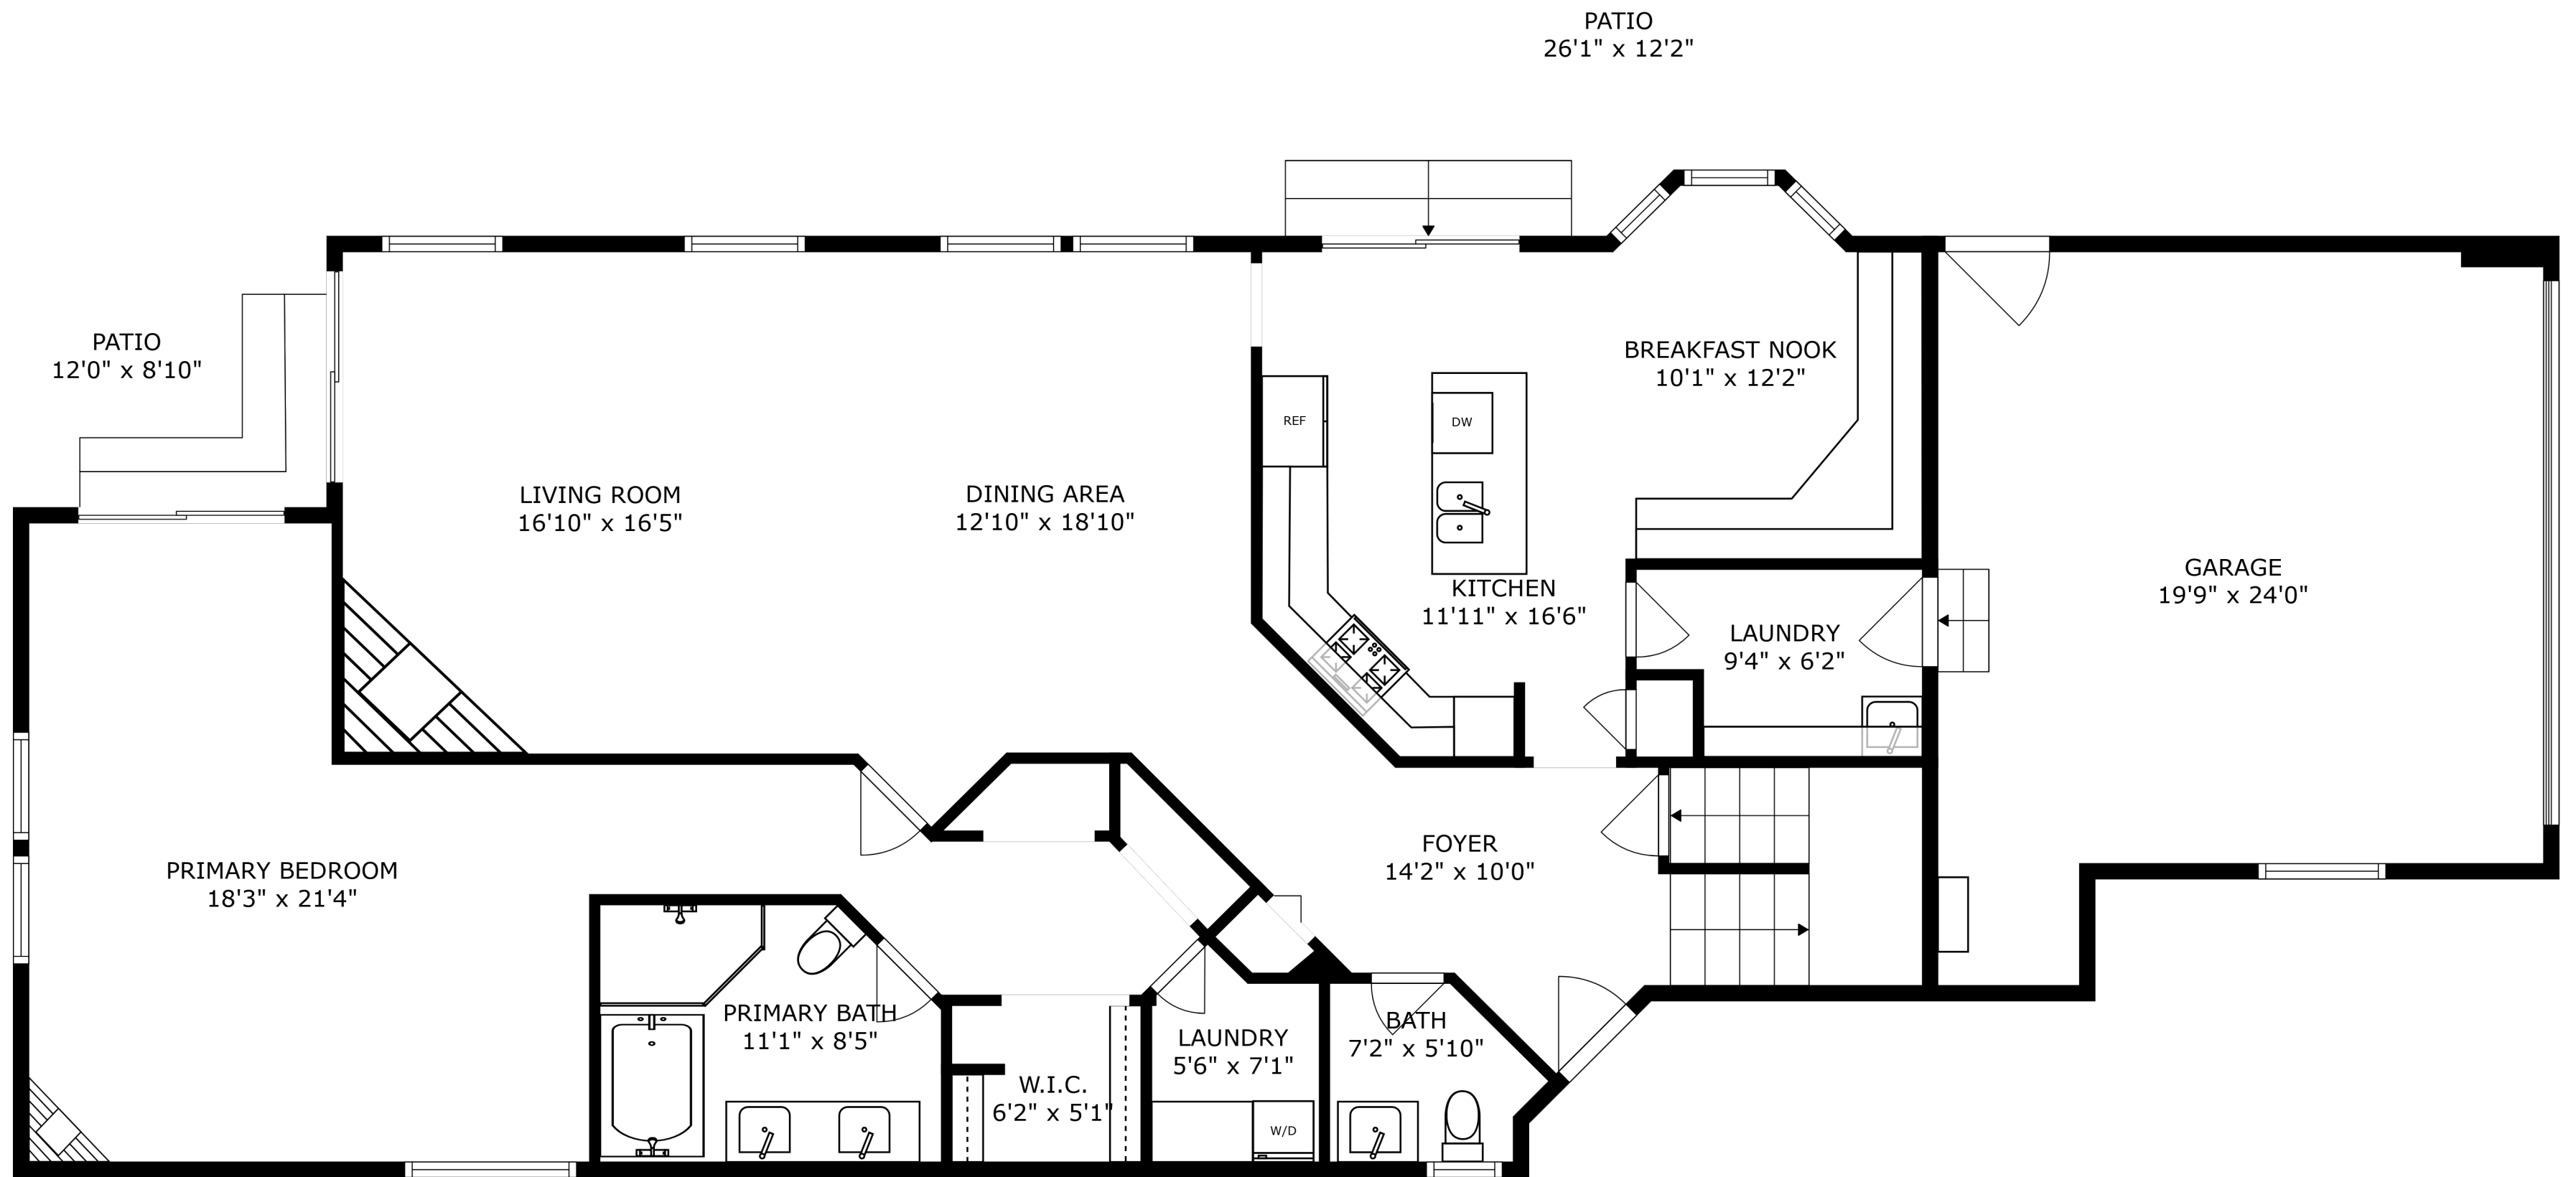 PATIO
26'1" x 12'2"
PATIO
12'0" x 8'10"
BREAKFAST NOOK
10'1" x 12'2"
REF
DW
LIVING ROOM
16'10" x 16'5"
DINING AREA
12'10" x 18'10"
KITCHEN
11'11" x 16'6"
GARAGE
19'9" x 24'0"
LAUNDRY
9'4" x 6'2"
FOYER
14'2" x 10'0"
PRIMARY BEDROOM
18'3" x 21'4"
PRIMARY BATH
11'1" x 8'5"
BATH
7'2" x 5'10"
LAUNDRY
5'6" x 7'1"
W.I.C.
6'2" x 5'1"
W/D